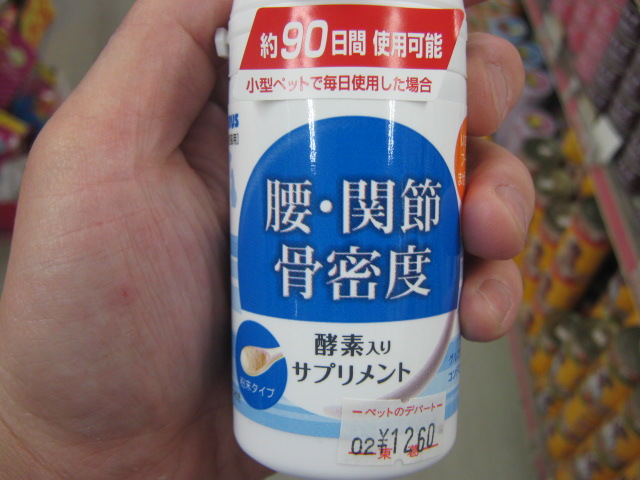 約90日間 使用可能
小型ペットで毎日使用した場合
腰・関節
骨密度
酵素入り
サプリメント
粉末タイプ
ーペットのデパートー
02¥1260
東葛